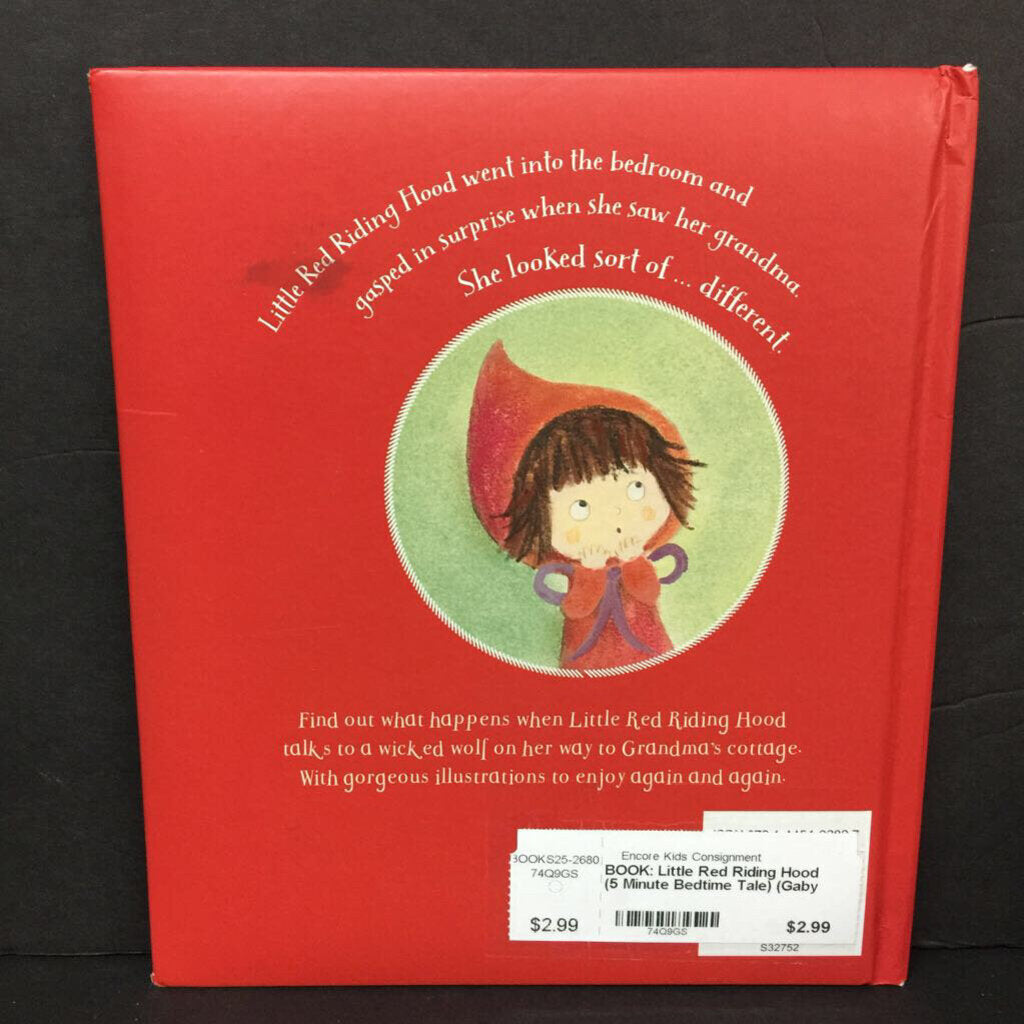 Little Red Riding Hood went into the bedroom and
gasped in surprise when she saw her grandma.
She looked sort of ... different.
Find out what happens when Little Red Riding Hood
talks to a wicked wolf on her way to Grandma's cottage.
With gorgeous illustrations to enjoy again and again.
BOOKS25-2680
74Q9GS
$2.99
Encore Kids Consignment
BOOK: Little Red Riding Hood
(5 Minute Bedtime Tale) (Gaby
74Q9GS
$2.99
S32752